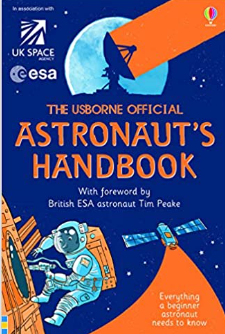 In association with
UK SPACE
AGENCY
esa
THE USBORNE OFFICIAL
ASTRONAUT'S
HANDBOOK
With foreword by
British ESA astronaut Tim Peake
Everything
a beginner
astronaut
needs to know